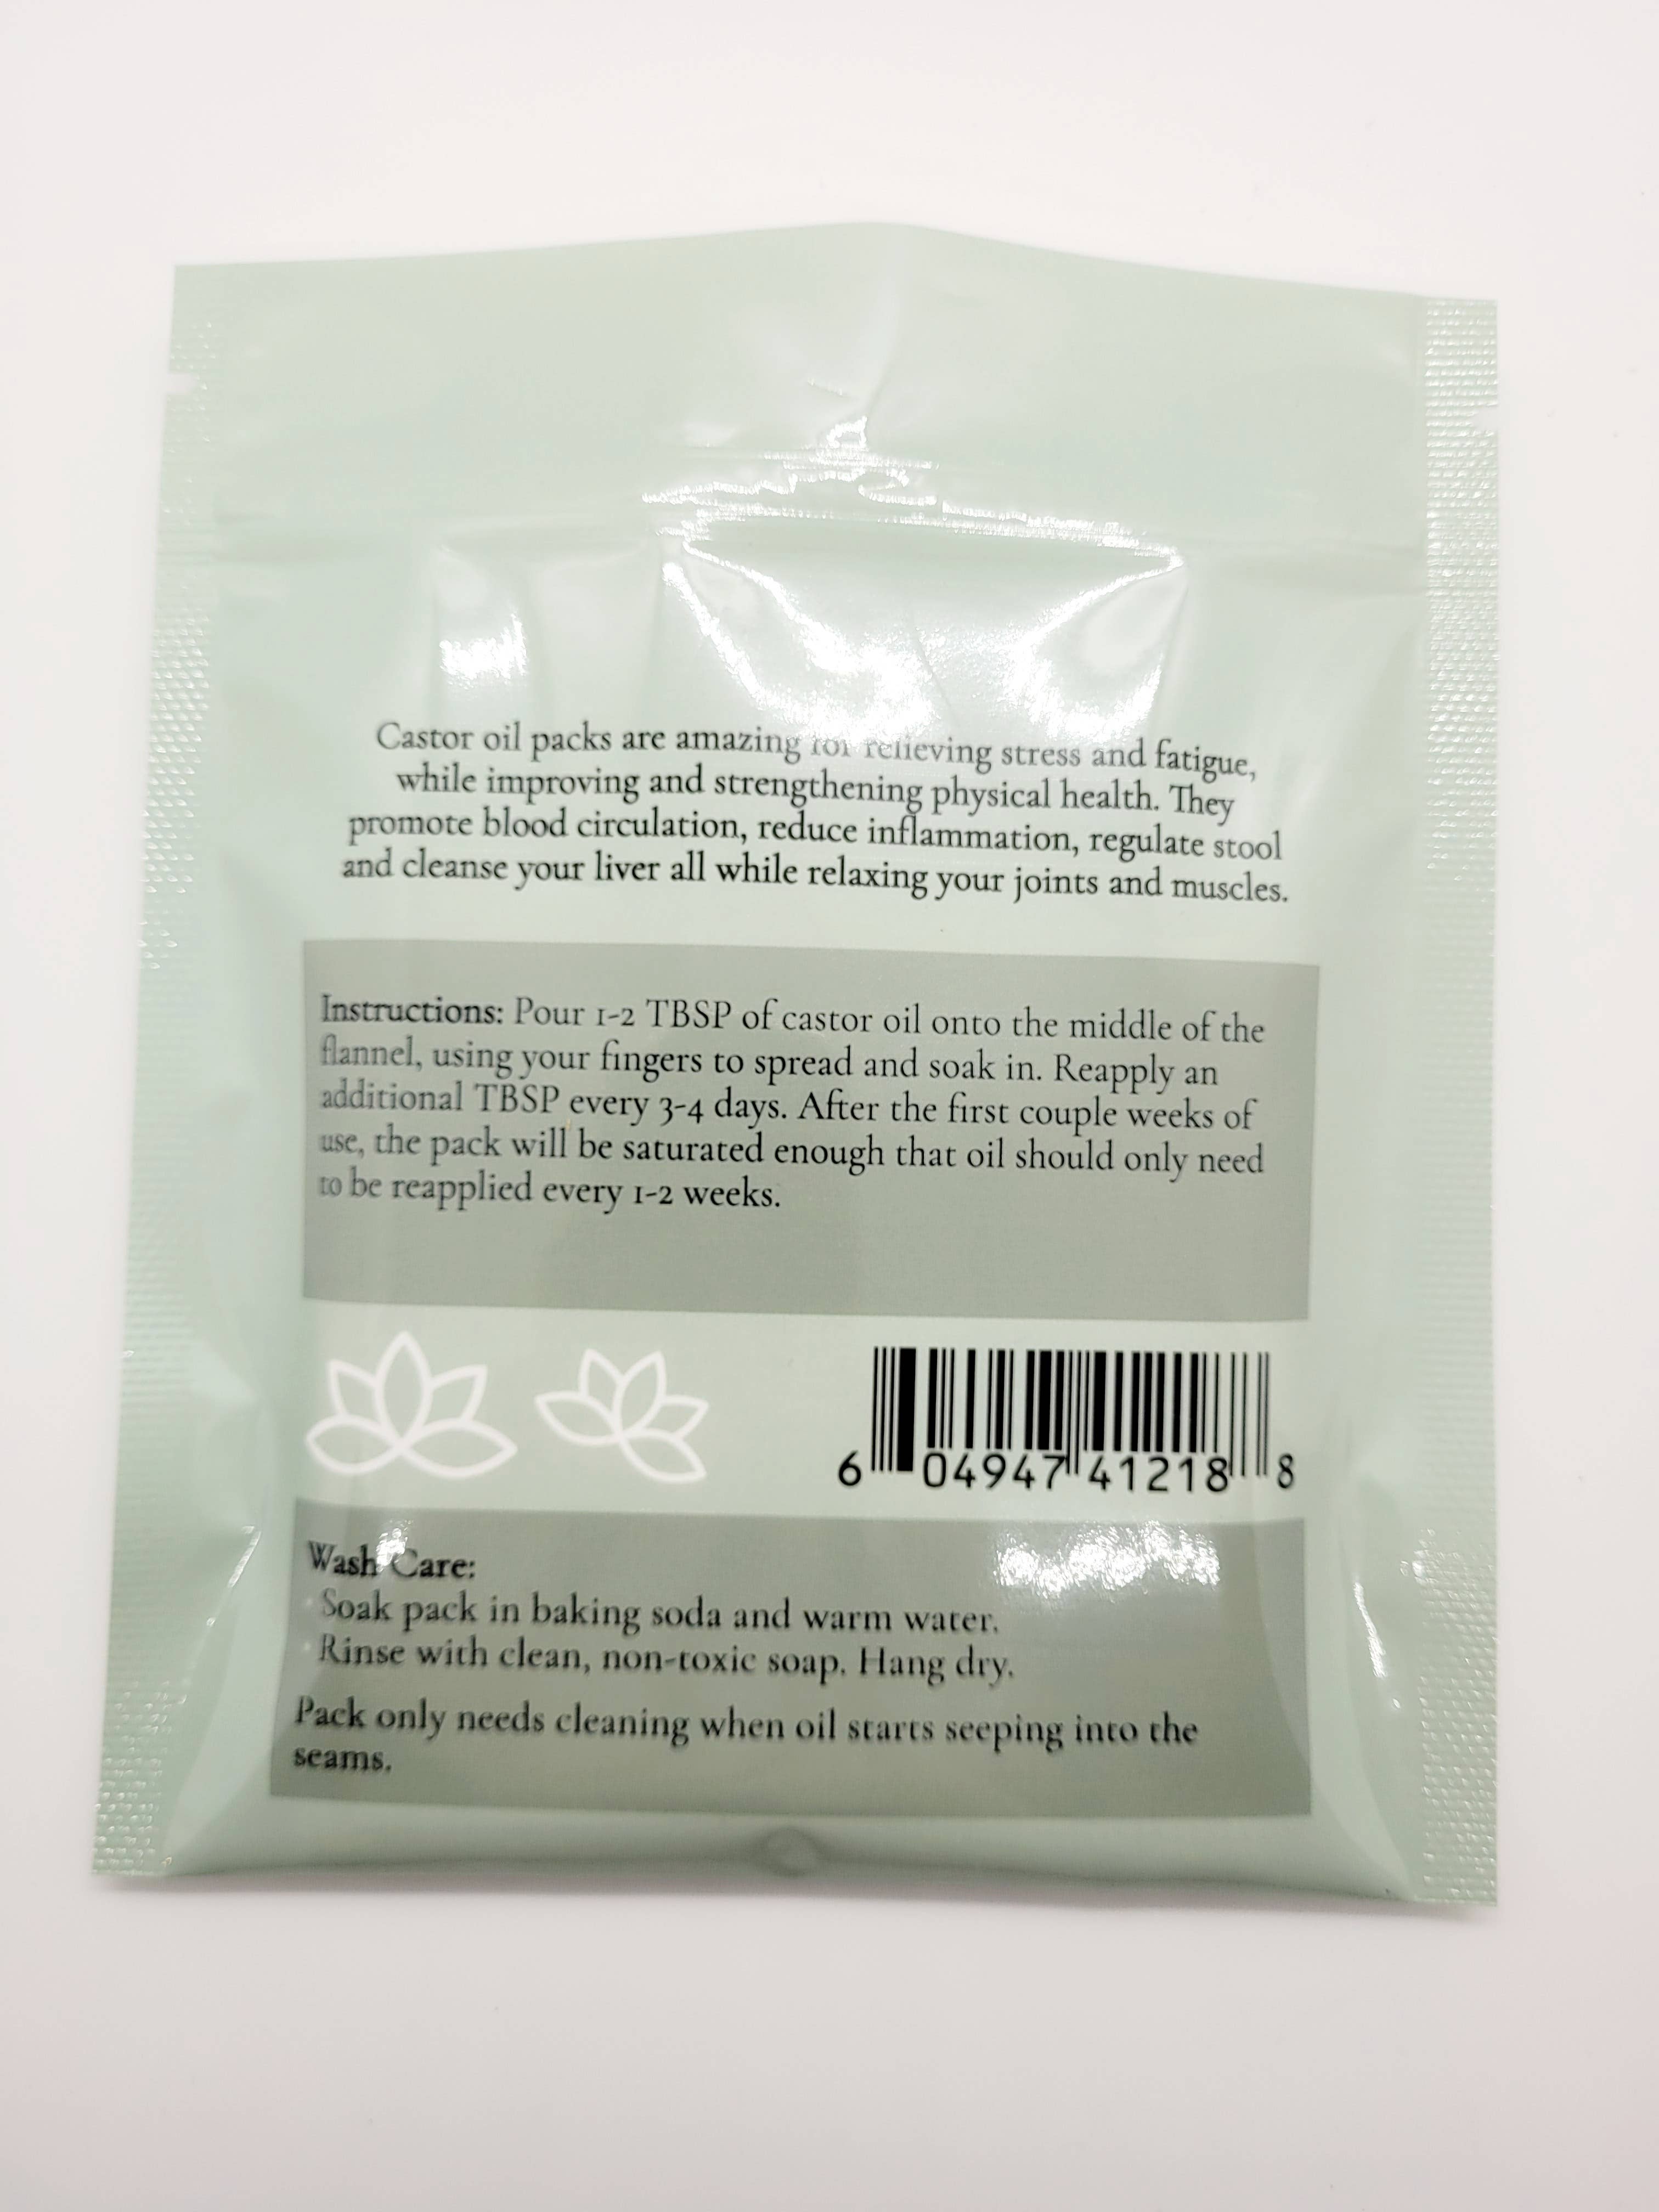 Castor oil packs are amazing for relieving stress and fatigue,
while improving and strengthening physical health. They
promote blood circulation, reduce inflammation, regulate stool
and cleanse your liver all while relaxing your joints and muscles.
Instructions: Pour 1-2 TBSP of castor oil onto the middle of the
flannel, using your fingers to spread and soak in. Reapply an
additional TBSP every 3-4 days. After the first couple weeks of
use, the pack will be saturated enough that oil should only need
to be reapplied every 1-2 weeks.
6 04947 41218 8
Wash Care:
· Soak pack in baking soda and warm water.
· Rinse with clean, non-toxic soap. Hang dry.
Pack only needs cleaning when oil starts seeping into the
seams.